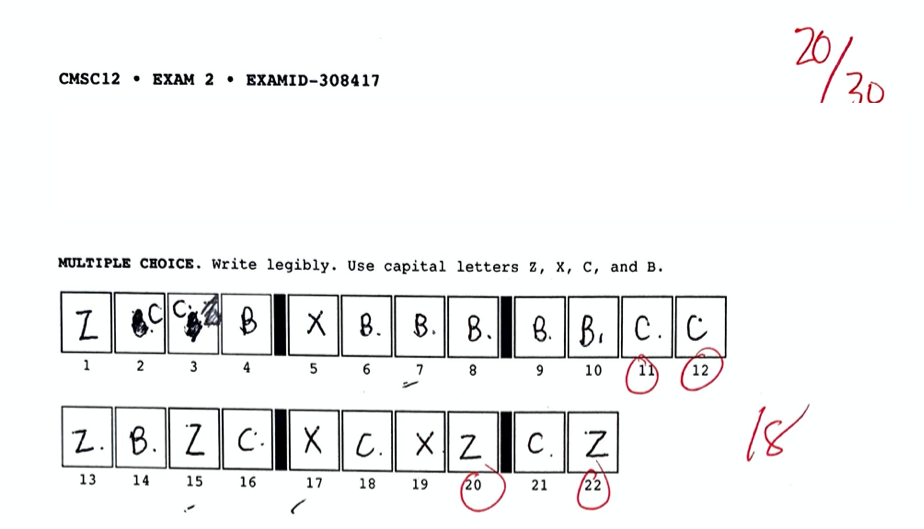 20/30
CMSC12 • EXAM 2 • EXAMID-308417
MULTIPLE CHOICE. Write legibly. Use capital letters Z, X, C, and B.
Z C C. B X B. B. B. B. B. C. C
1 2 3 4 5 6 7 8 9 10 11 12
Z. B. Z C. X C. X Z C. Z
13 14 15 16 17 18 19 20 21 22
18